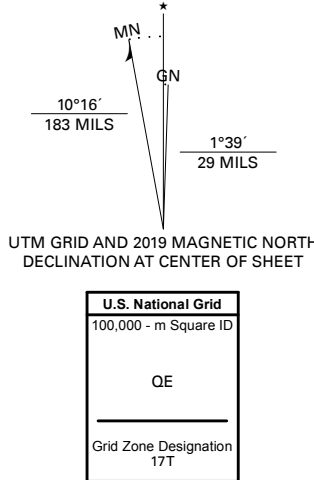 ★
MN
GN
10°16´
183 MILS
1°39´
29 MILS
UTM GRID AND 2019 MAGNETIC NORTH
DECLINATION AT CENTER OF SHEET
U.S. National Grid
100,000 - m Square ID
QE
Grid Zone Designation
17T